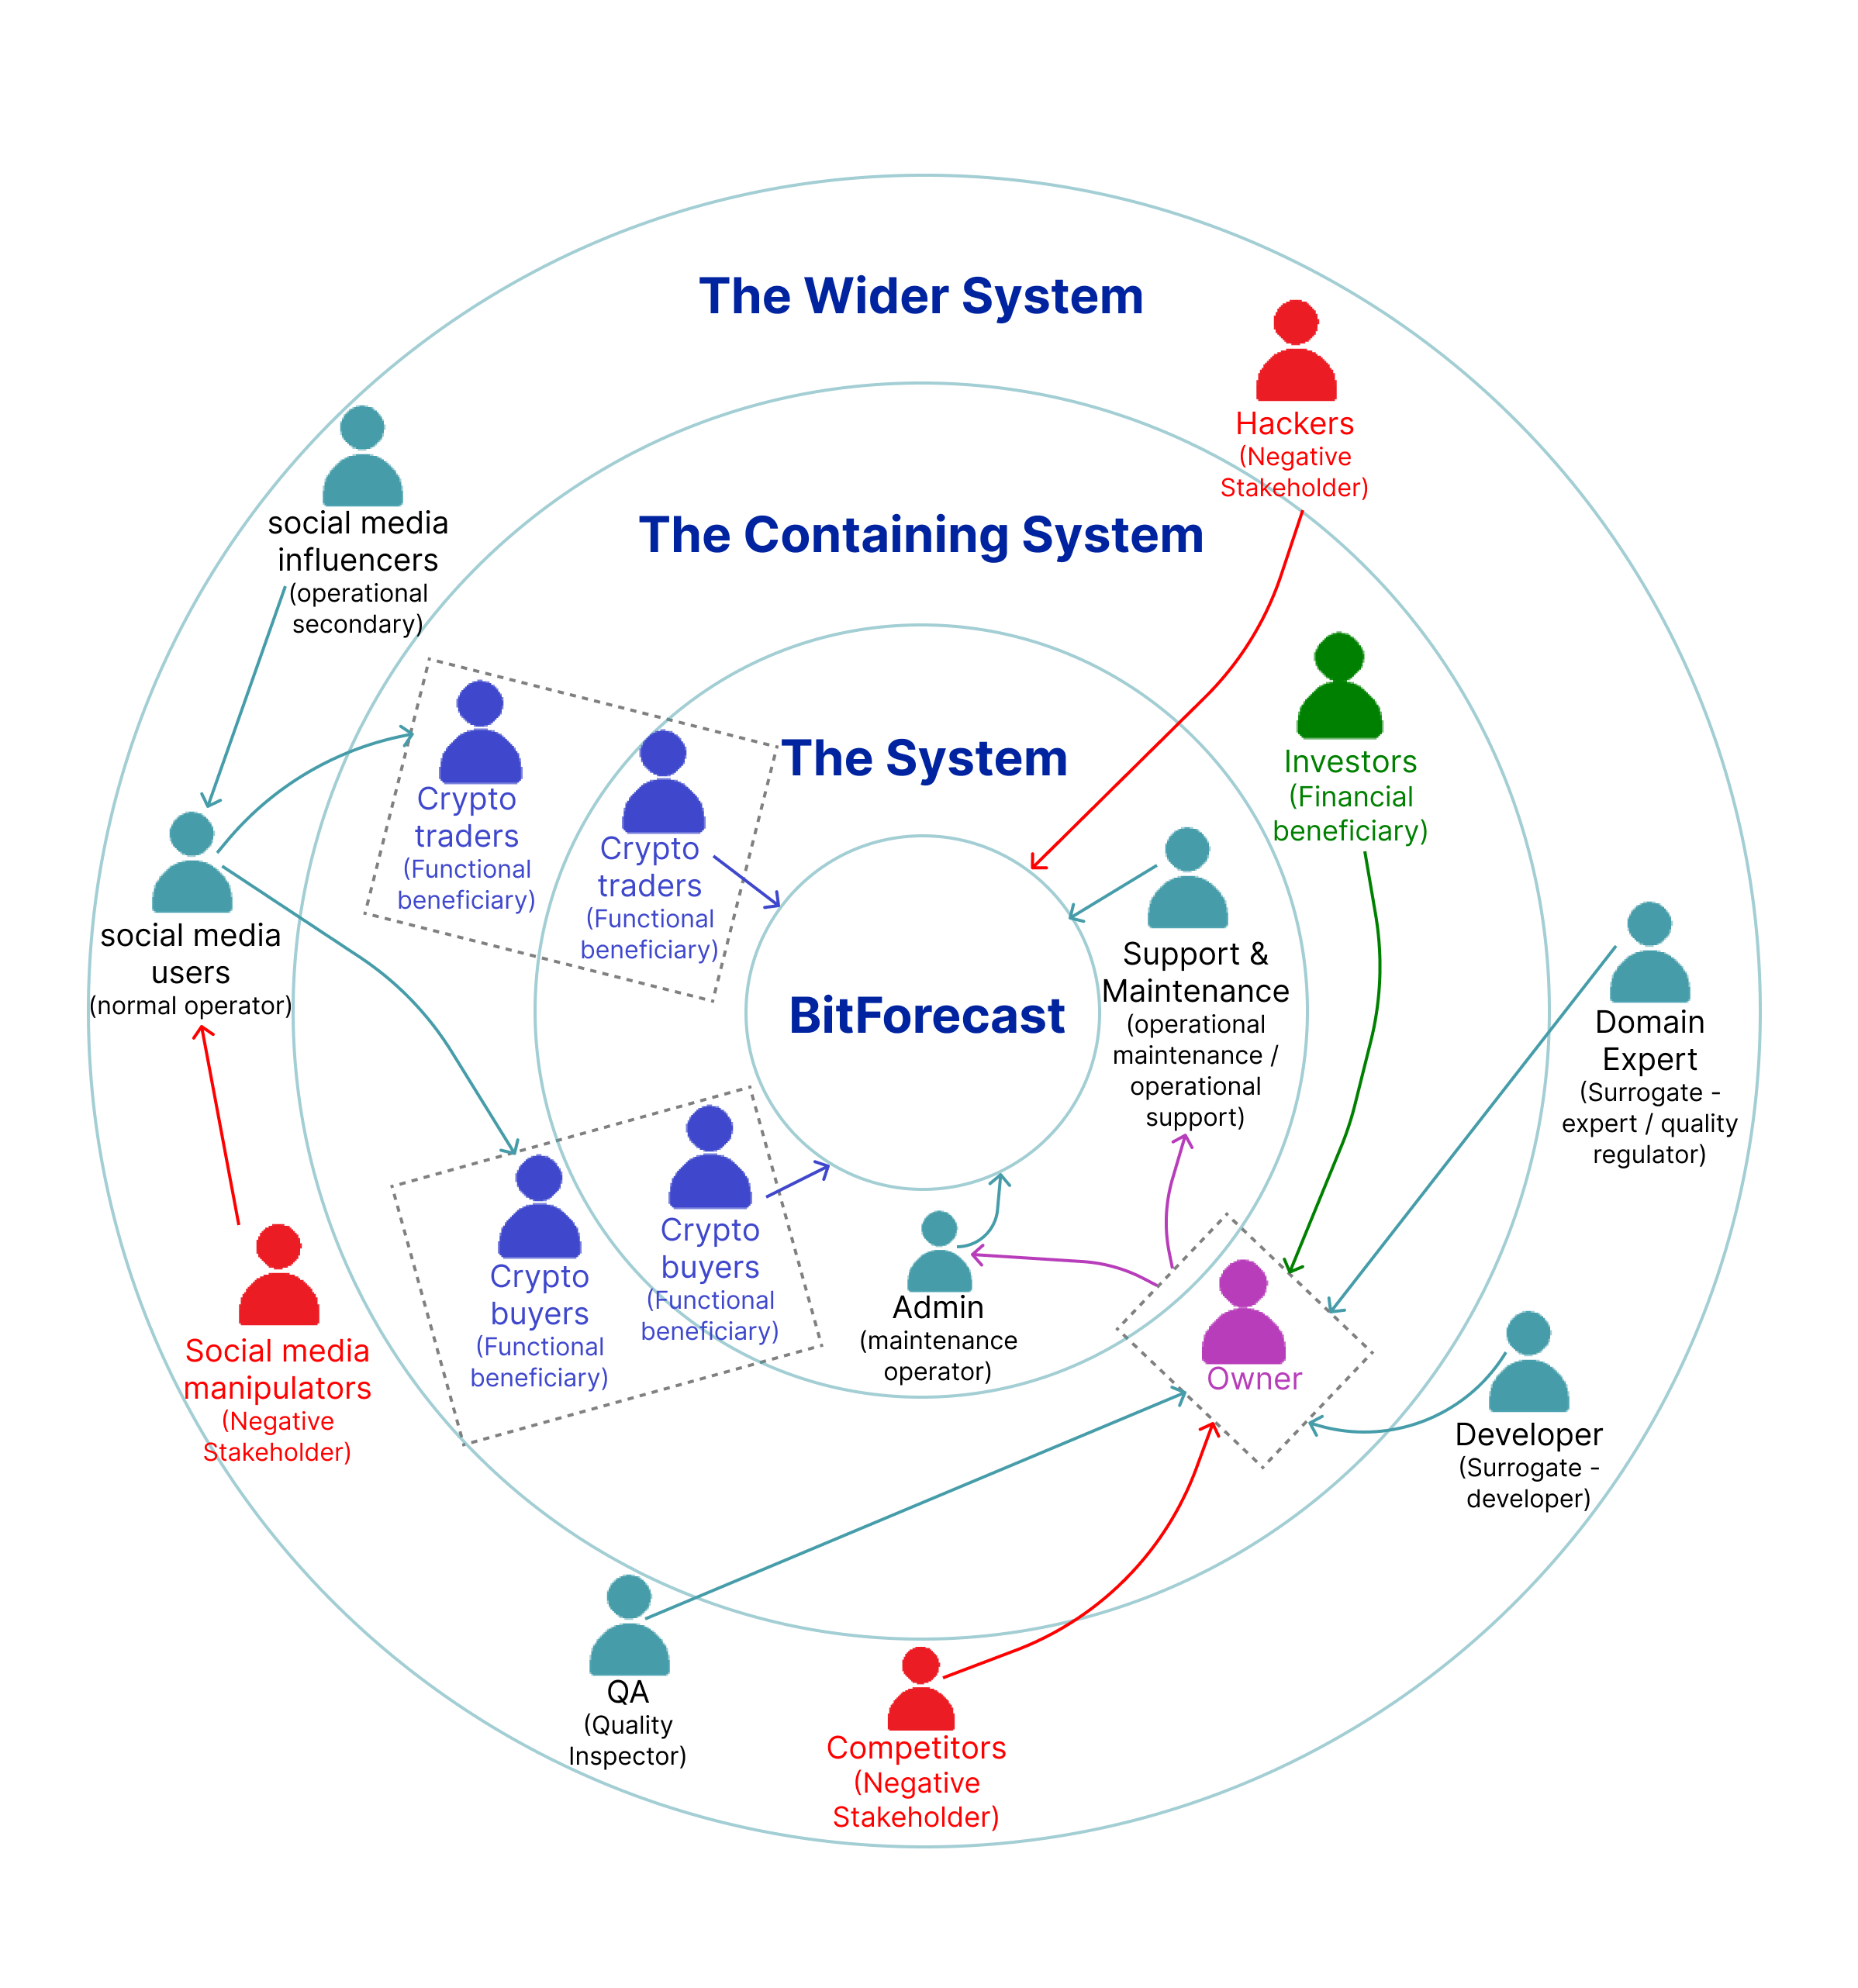 The Wider System
Hackers
(Negative
Stakeholder)
social media
influencers
(operational
secondary)
The Containing System
Investors
(Financial
beneficiary)
The System
Crypto
traders
(Functional
beneficiary)
Crypto
traders
(Functional
beneficiary)
social media
users
(normal operator)
Support &
Maintenance
(operational
maintenance /
operational
support)
BitForecast
Domain
Expert
(Surrogate -
expert / quality
regulator)
Crypto
buyers
(Functional
beneficiary)
Crypto
buyers
(Functional
beneficiary)
Admin
(maintenance
operator)
Owner
Social media
manipulators
(Negative
Stakeholder)
Developer
(Surrogate -
developer)
QA
(Quality
Inspector)
Competitors
(Negative
Stakeholder)